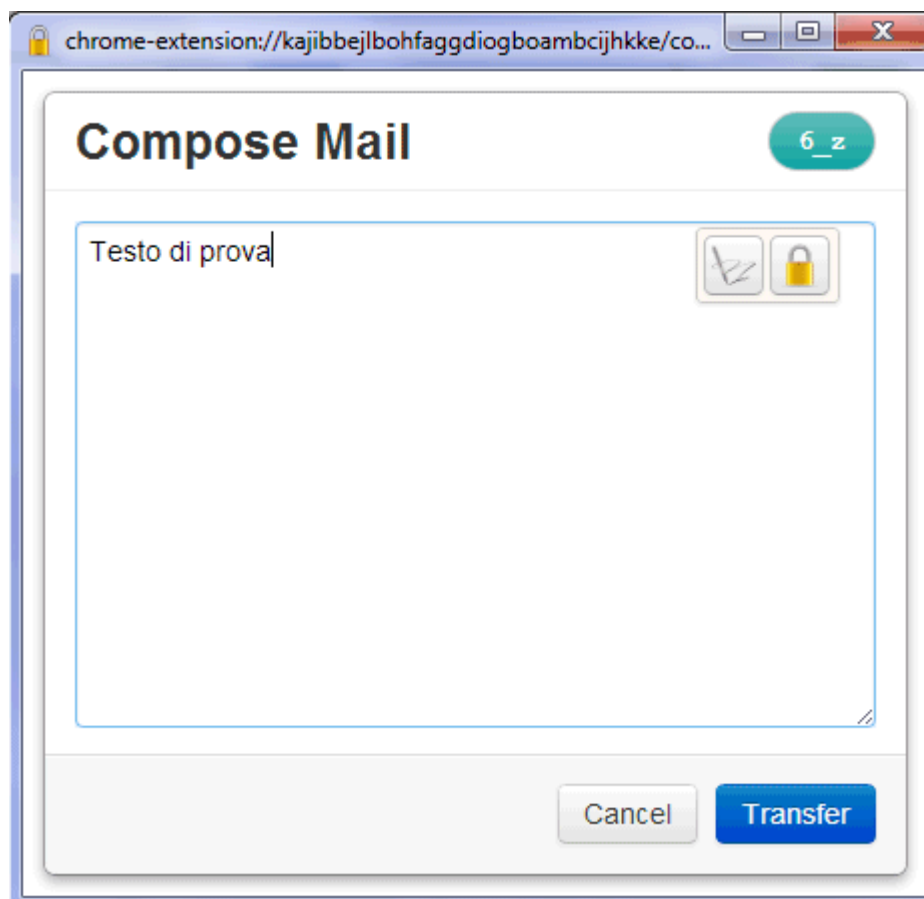 chrome-extension://kajibbejlbohfaggdiogboambcijhkke/co...
Compose Mail
6_z
Testo di prova
Cancel
Transfer